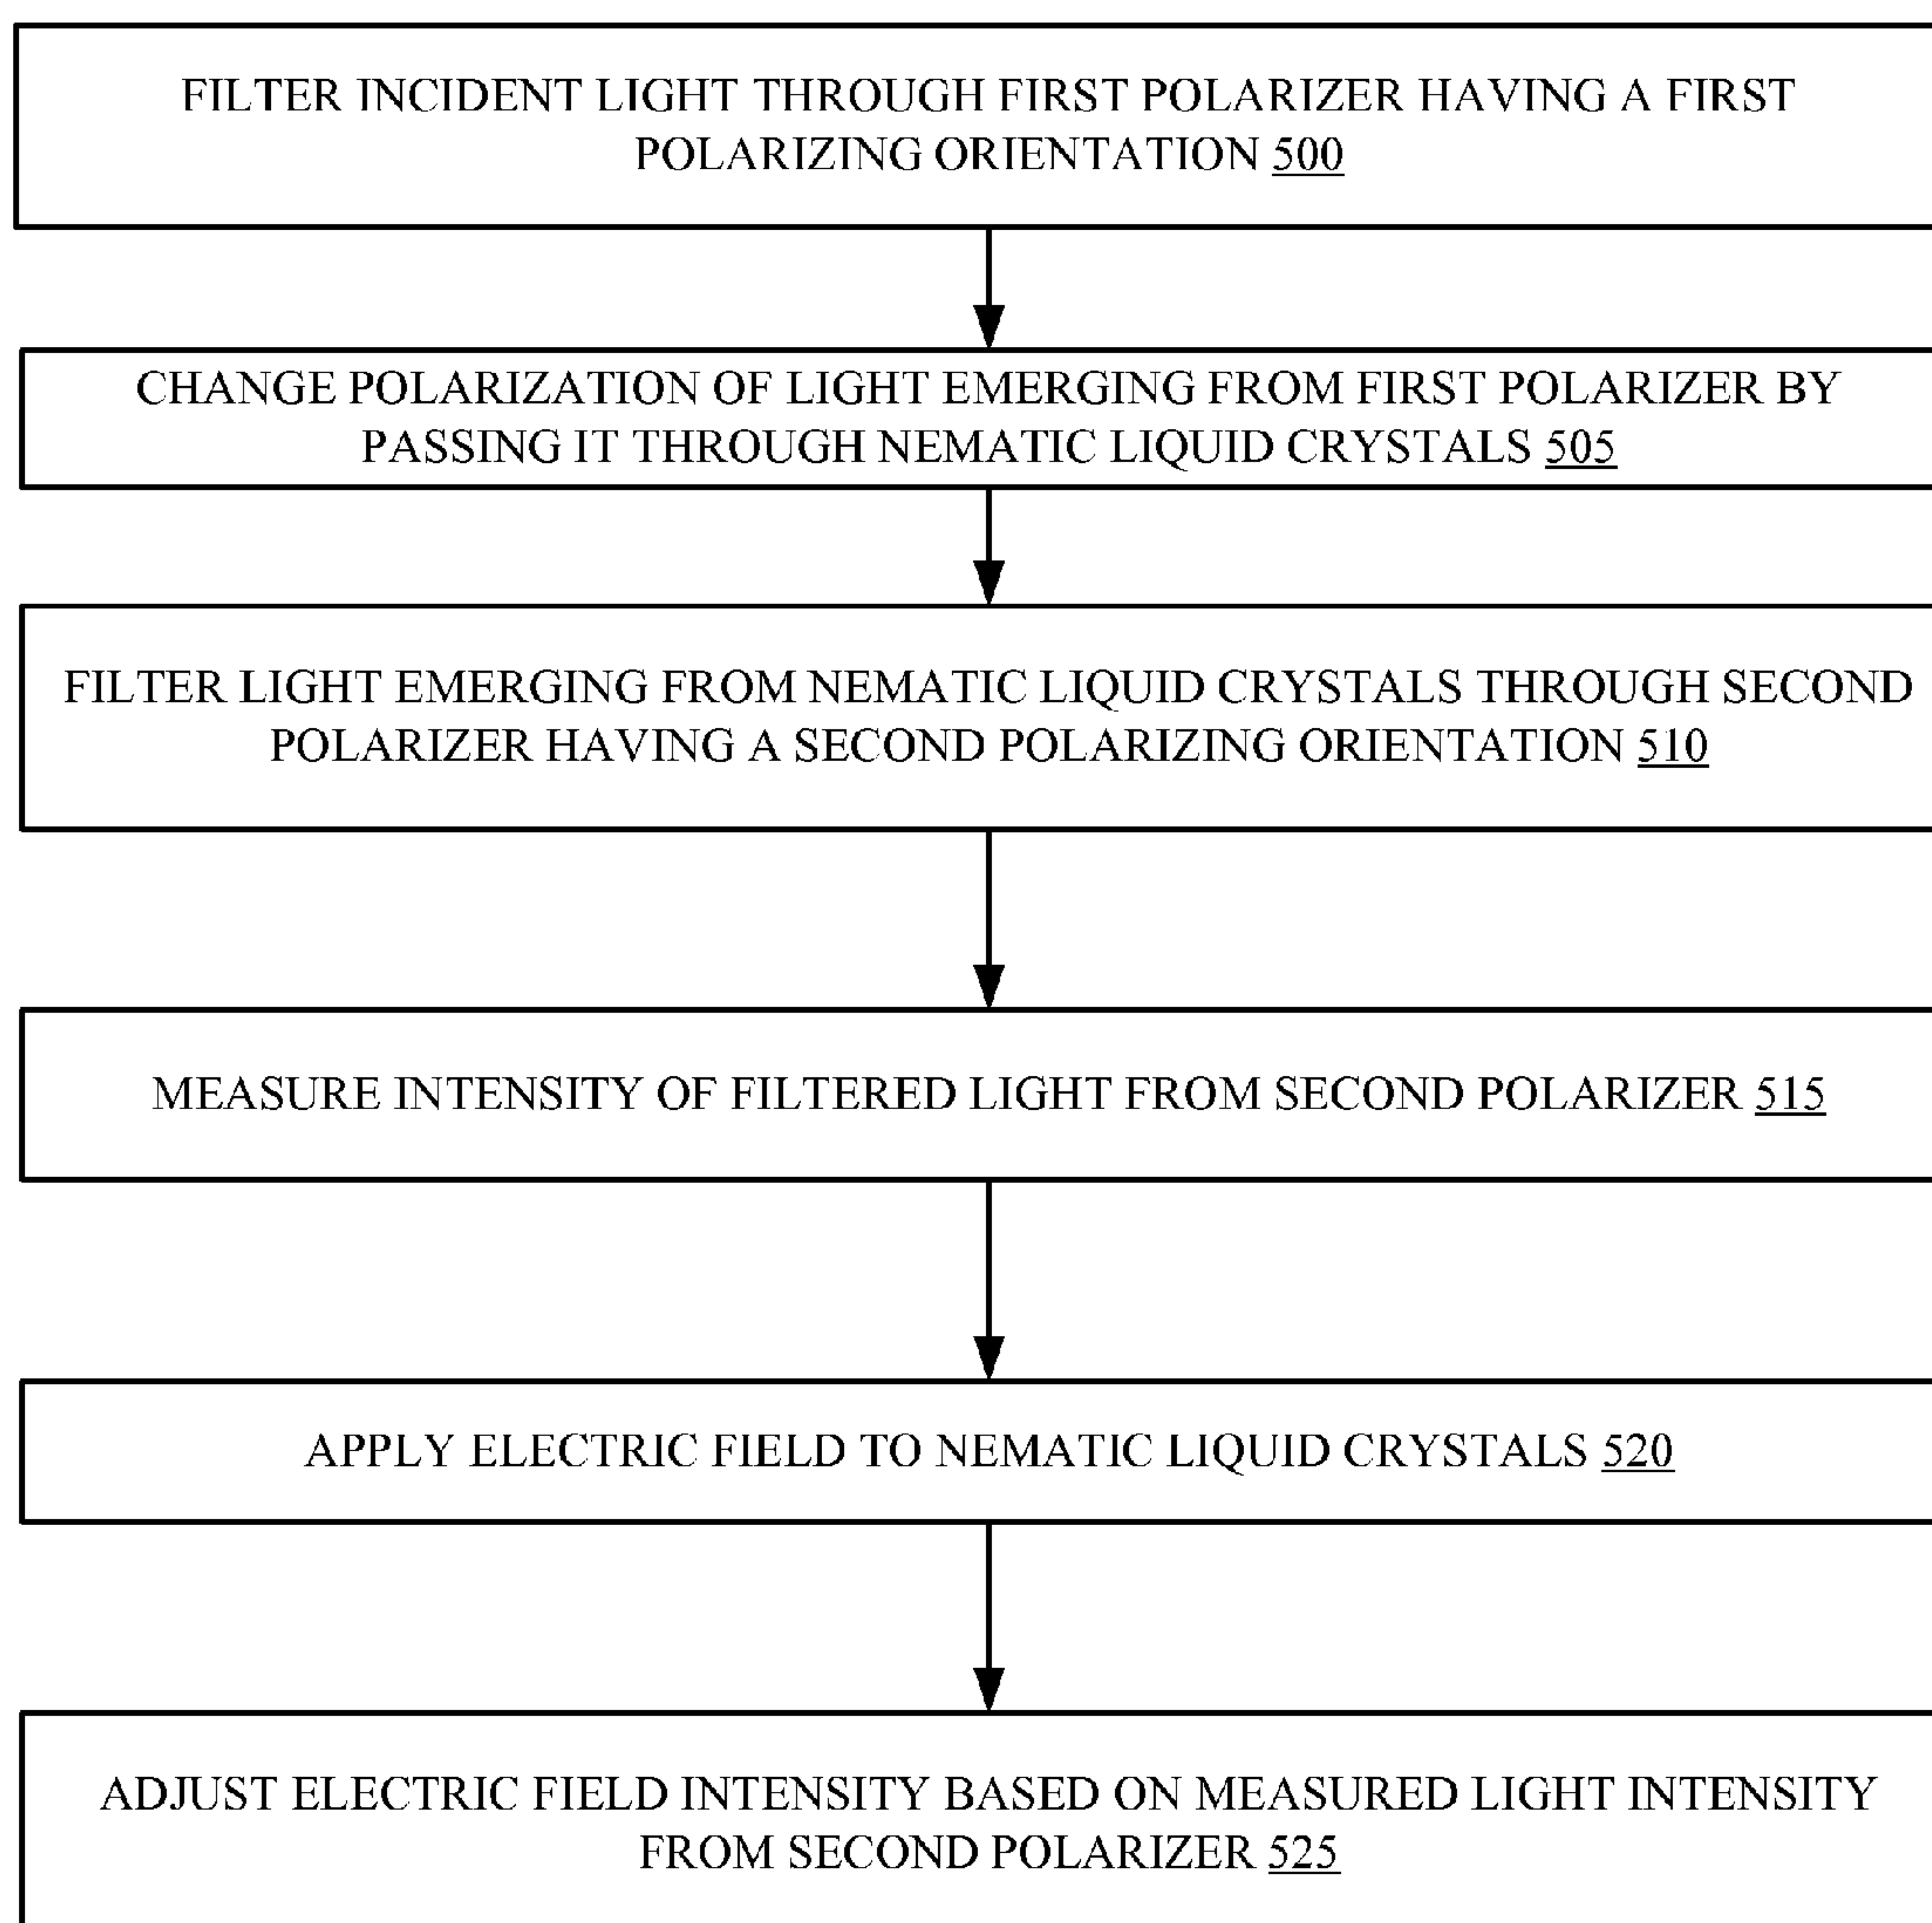 FILTER INCIDENT LIGHT THROUGH FIRST POLARIZER HAVING A FIRST
POLARIZING ORIENTATION 500
CHANGE POLARIZATION OF LIGHT EMERGING FROM FIRST POLARIZER BY
PASSING IT THROUGH NEMATIC LIQUID CRYSTALS 505
FILTER LIGHT EMERGING FROM NEMATIC LIQUID CRYSTALS THROUGH SECOND
POLARIZER HAVING A SECOND POLARIZING ORIENTATION 510
MEASURE INTENSITY OF FILTERED LIGHT FROM SECOND POLARIZER 515
APPLY ELECTRIC FIELD TO NEMATIC LIQUID CRYSTALS 520
ADJUST ELECTRIC FIELD INTENSITY BASED ON MEASURED LIGHT INTENSITY
FROM SECOND POLARIZER 525